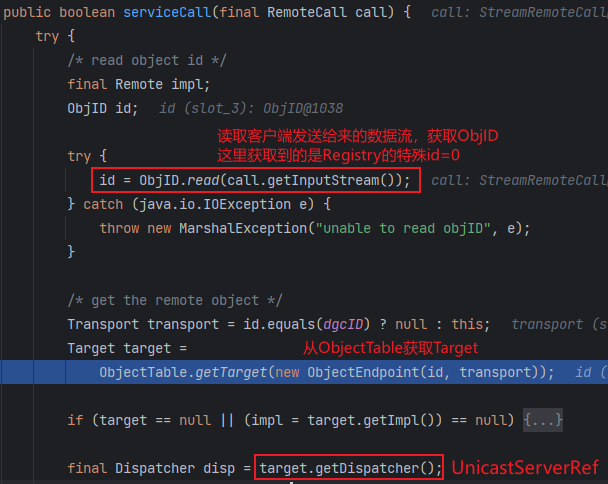 public boolean serviceCall(final RemoteCall call) {   call: StreamRemoteCall
try {
/* read object id */
final Remote impl;
ObjID id;   id (slot_3): ObjID@1038
读取客户端发送给来的数据流，获取ObjID
这里获取到的是Registry的特殊id=0
try {
id = ObjID.read(call.getInputStream());   call: StreamRemoteCall
} catch (java.io.IOException e) {
throw new MarshalException("unable to read objID", e);
}
/* get the remote object */
Transport transport = id.equals(dgcID) ? null : this;   transport (s
Target target =
从ObjectTable获取Target
ObjectTable.getTarget(new ObjectEndpoint(id, transport));   id (
if (target == null || (impl = target.getImpl()) == null) {...}
final Dispatcher disp = target.getDispatcher(); UnicastServerRef